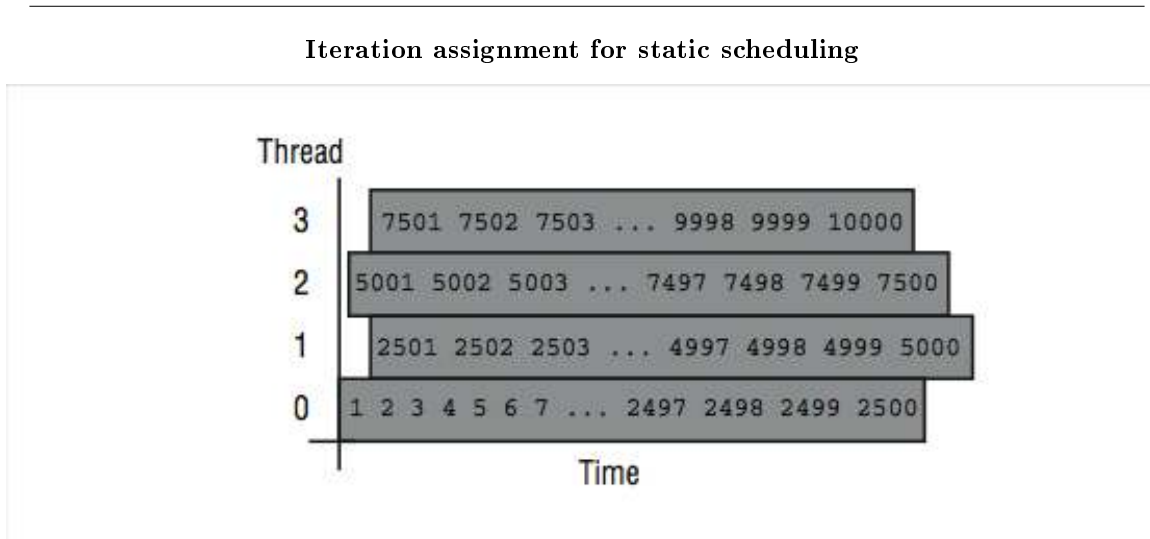 Iteration assignment for static scheduling
Thread
3 7501 7502 7503 ... 9998 9999 10000
2 5001 5002 5003 ... 7497 7498 7499 7500
1 2501 2502 2503 ... 4997 4998 4999 5000
0 1 2 3 4 5 6 7 ... 2497 2498 2499 2500
Time